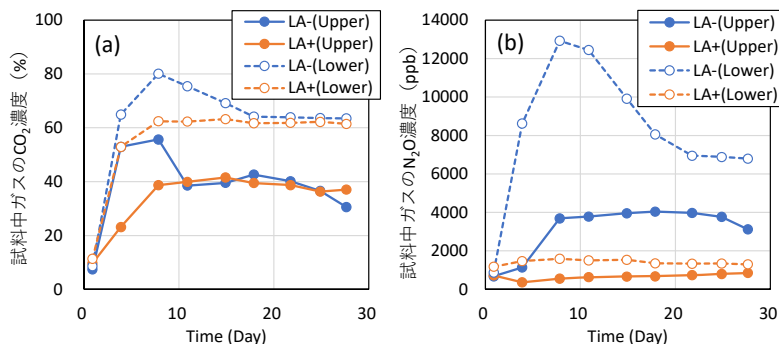 (a)
LA-(Upper)
LA+(Upper)
LA-(Lower)
LA+(Lower)
試料中ガスのCO₂濃度（%）
100
80
60
40
20
0
0 10 20 30
Time (Day)
(b)
LA-(Upper)
LA+(Upper)
LA-(Lower)
LA+(Lower)
試料中ガスのN₂O濃度（ppb）
14000
12000
10000
8000
6000
4000
2000
0
0 10 20 30
Time (Day)